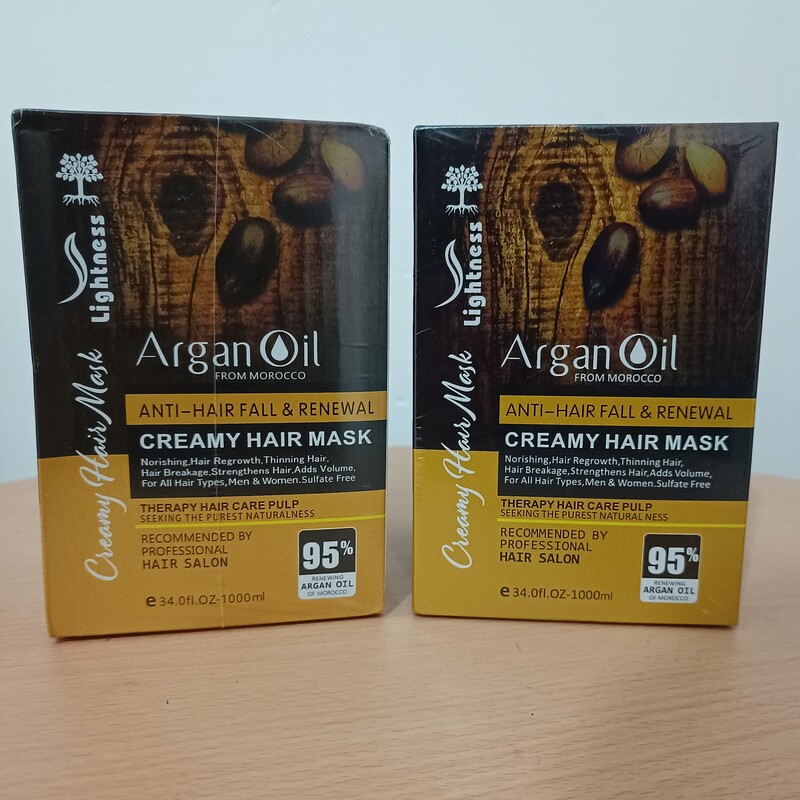 Lightness
Creamy Hair Mask
Argan Oil
FROM MOROCCO
ANTI-HAIR FALL & RENEWAL
CREAMY HAIR MASK
Norishing,Hair Regrowth,Thinning Hair,
Hair Breakage,Strengthens Hair,Adds Volume,
For All Hair Types,Men & Women.Sulfate Free
THERAPY HAIR CARE PULP
SEEKING THE PUREST NATURALNESS
RECOMMENDED BY
PROFESSIONAL
HAIR SALON
95%
RENEWING
ARGAN OIL
OF MOROCCO
e 34.0fl.OZ-1000ml
Lightness
Creamy Hair Mask
Argan Oil
FROM MOROCCO
ANTI-HAIR FALL & RENEWAL
CREAMY HAIR MASK
Norishing,Hair Regrowth,Thinning Hair,
Hair Breakage,Strengthens Hair,Adds Volume,
For All Hair Types,Men & Women.Sulfate Free
THERAPY HAIR CARE PULP
SEEKING THE PUREST NATURAL NESS
RECOMMENDED BY
PROFESSIONAL
HAIR SALON
95%
RENEWING
ARGAN OIL
OF MOROCCO
e 34.0fl.OZ-1000ml